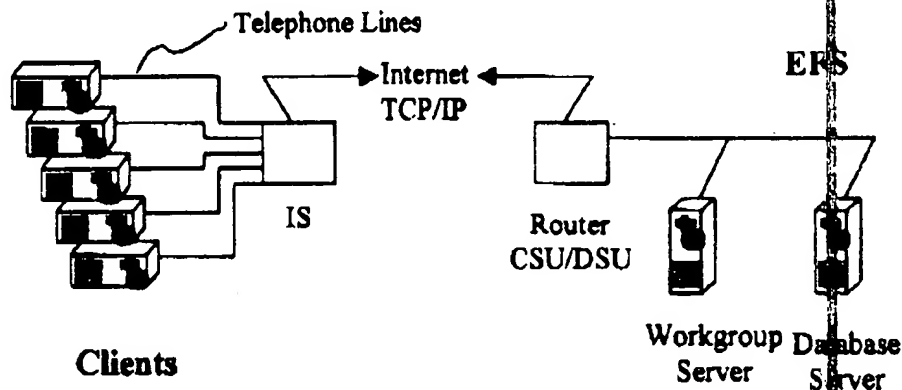 Telephone Lines
Internet
TCP/IP
EFS
IS
Router
CSU/DSU
Clients
Workgroup
Server
Database
Server